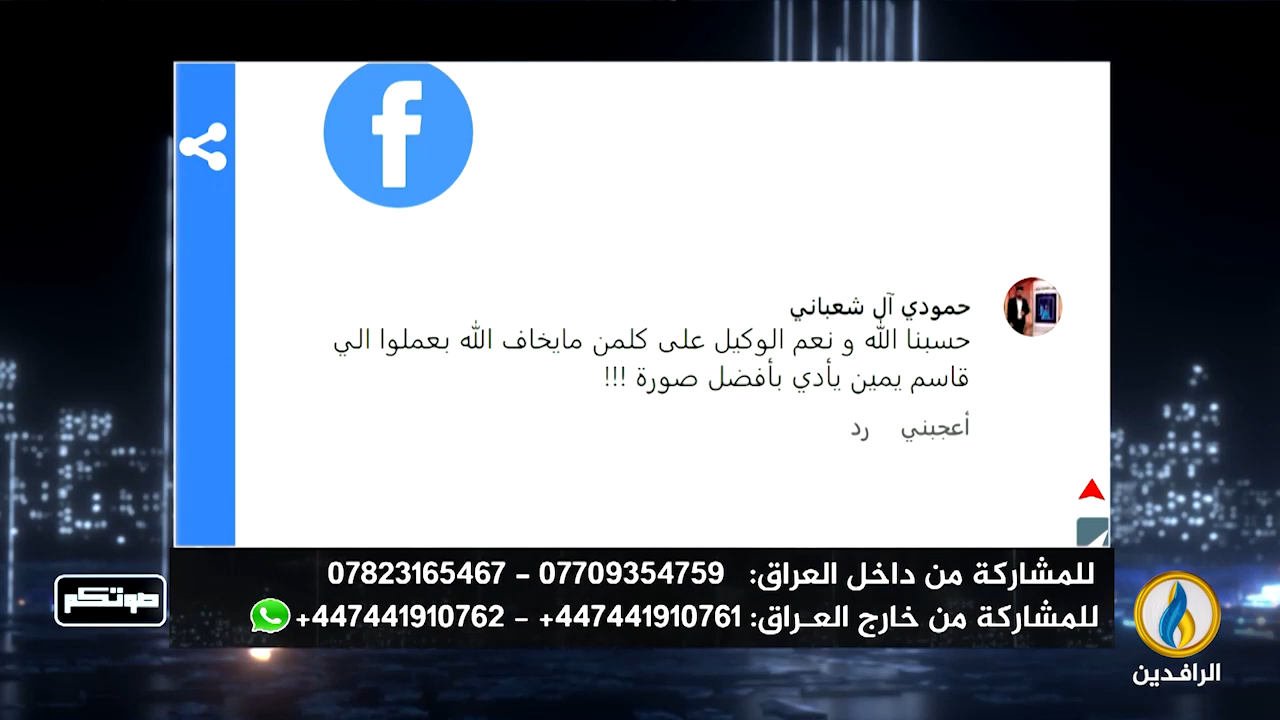 حمودي آل شعباني
حسبنا الله و نعم الوكيل على كلمن مايخاف الله بعملوا الي
قاسم يمين يأدي بأفضل صورة !!!
أعجبني رد
للمشاركة من داخل العراق: 07709354759 - 07823165467
للمشاركة من خارج العـراق: 447441910761+ - 447441910762+
صوتكم
الرافدين